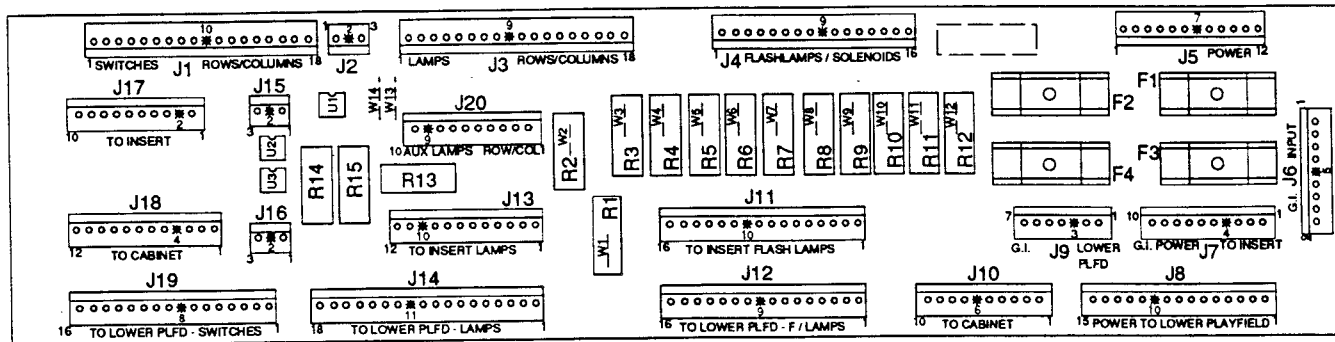 10
1 SWITCHES J1 ROWS/COLUMNS 18
1 2 3
J2
9
1 LAMPS J3 ROWS/COLUMNS 18
9
1 J4 FLASHLAMPS / SOLENOIDS 16
7
1 J5 POWER 12
J17
2
10 TO INSERT 1
J15
2
3 1
U1
U2
U3
W14
W13
J20
9
10 AUX LAMPS ROW/COL 1
R14
R15
R13
W2
R2
W3
R3
W4
R4
W5
R5
W6
R6
W7
R7
W8
R8
W9
R9
W10
R10
W11
R11
W12
R12
F1
F2
F3
F4
1
J6 INPUT
5
G.I.
9
J18
4
12 TO CABINET 1
J16
2
3 1
J13
10
12 TO INSERT LAMPS 1
R1
W1
J11
10
16 TO INSERT FLASH LAMPS 1
7 1
3
G.I. J9 LOWER
PLFD
10 1
4
G.I. POWER J7 TO INSERT
J19
8
16 TO LOWER PLFD - SWITCHES 1
J14
11
18 TO LOWER PLFD - LAMPS 1
J12
9
16 TO LOWER PLFD - F / LAMPS 1
J10
6
10 TO CABINET 1
J8
10
15 POWER TO LOWER PLAYFIELD 1